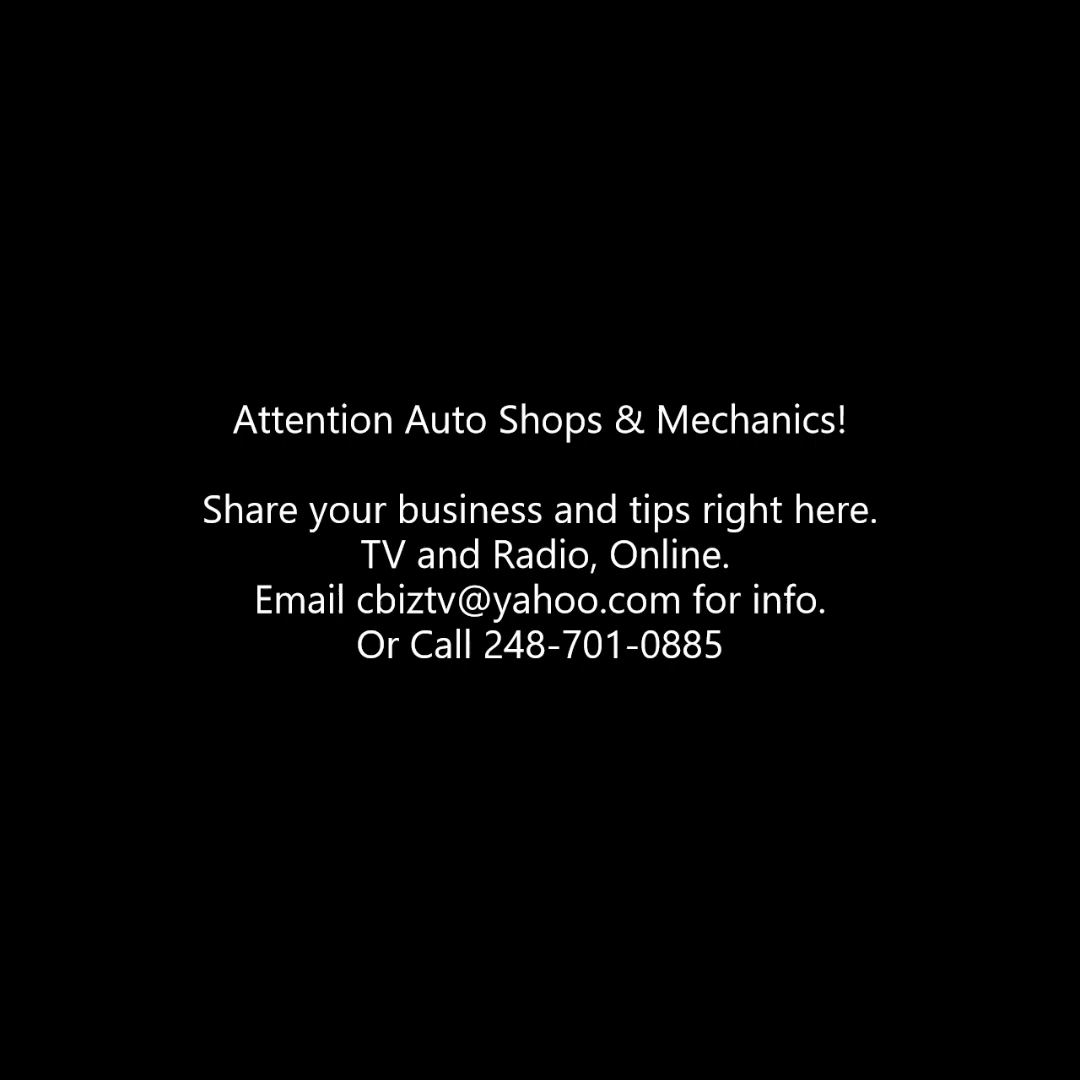 Attention Auto Shops & Mechanics!
Share your business and tips right here.
TV and Radio, Online.
Email cbiztv@yahoo.com for info.
Or Call 248-701-0885